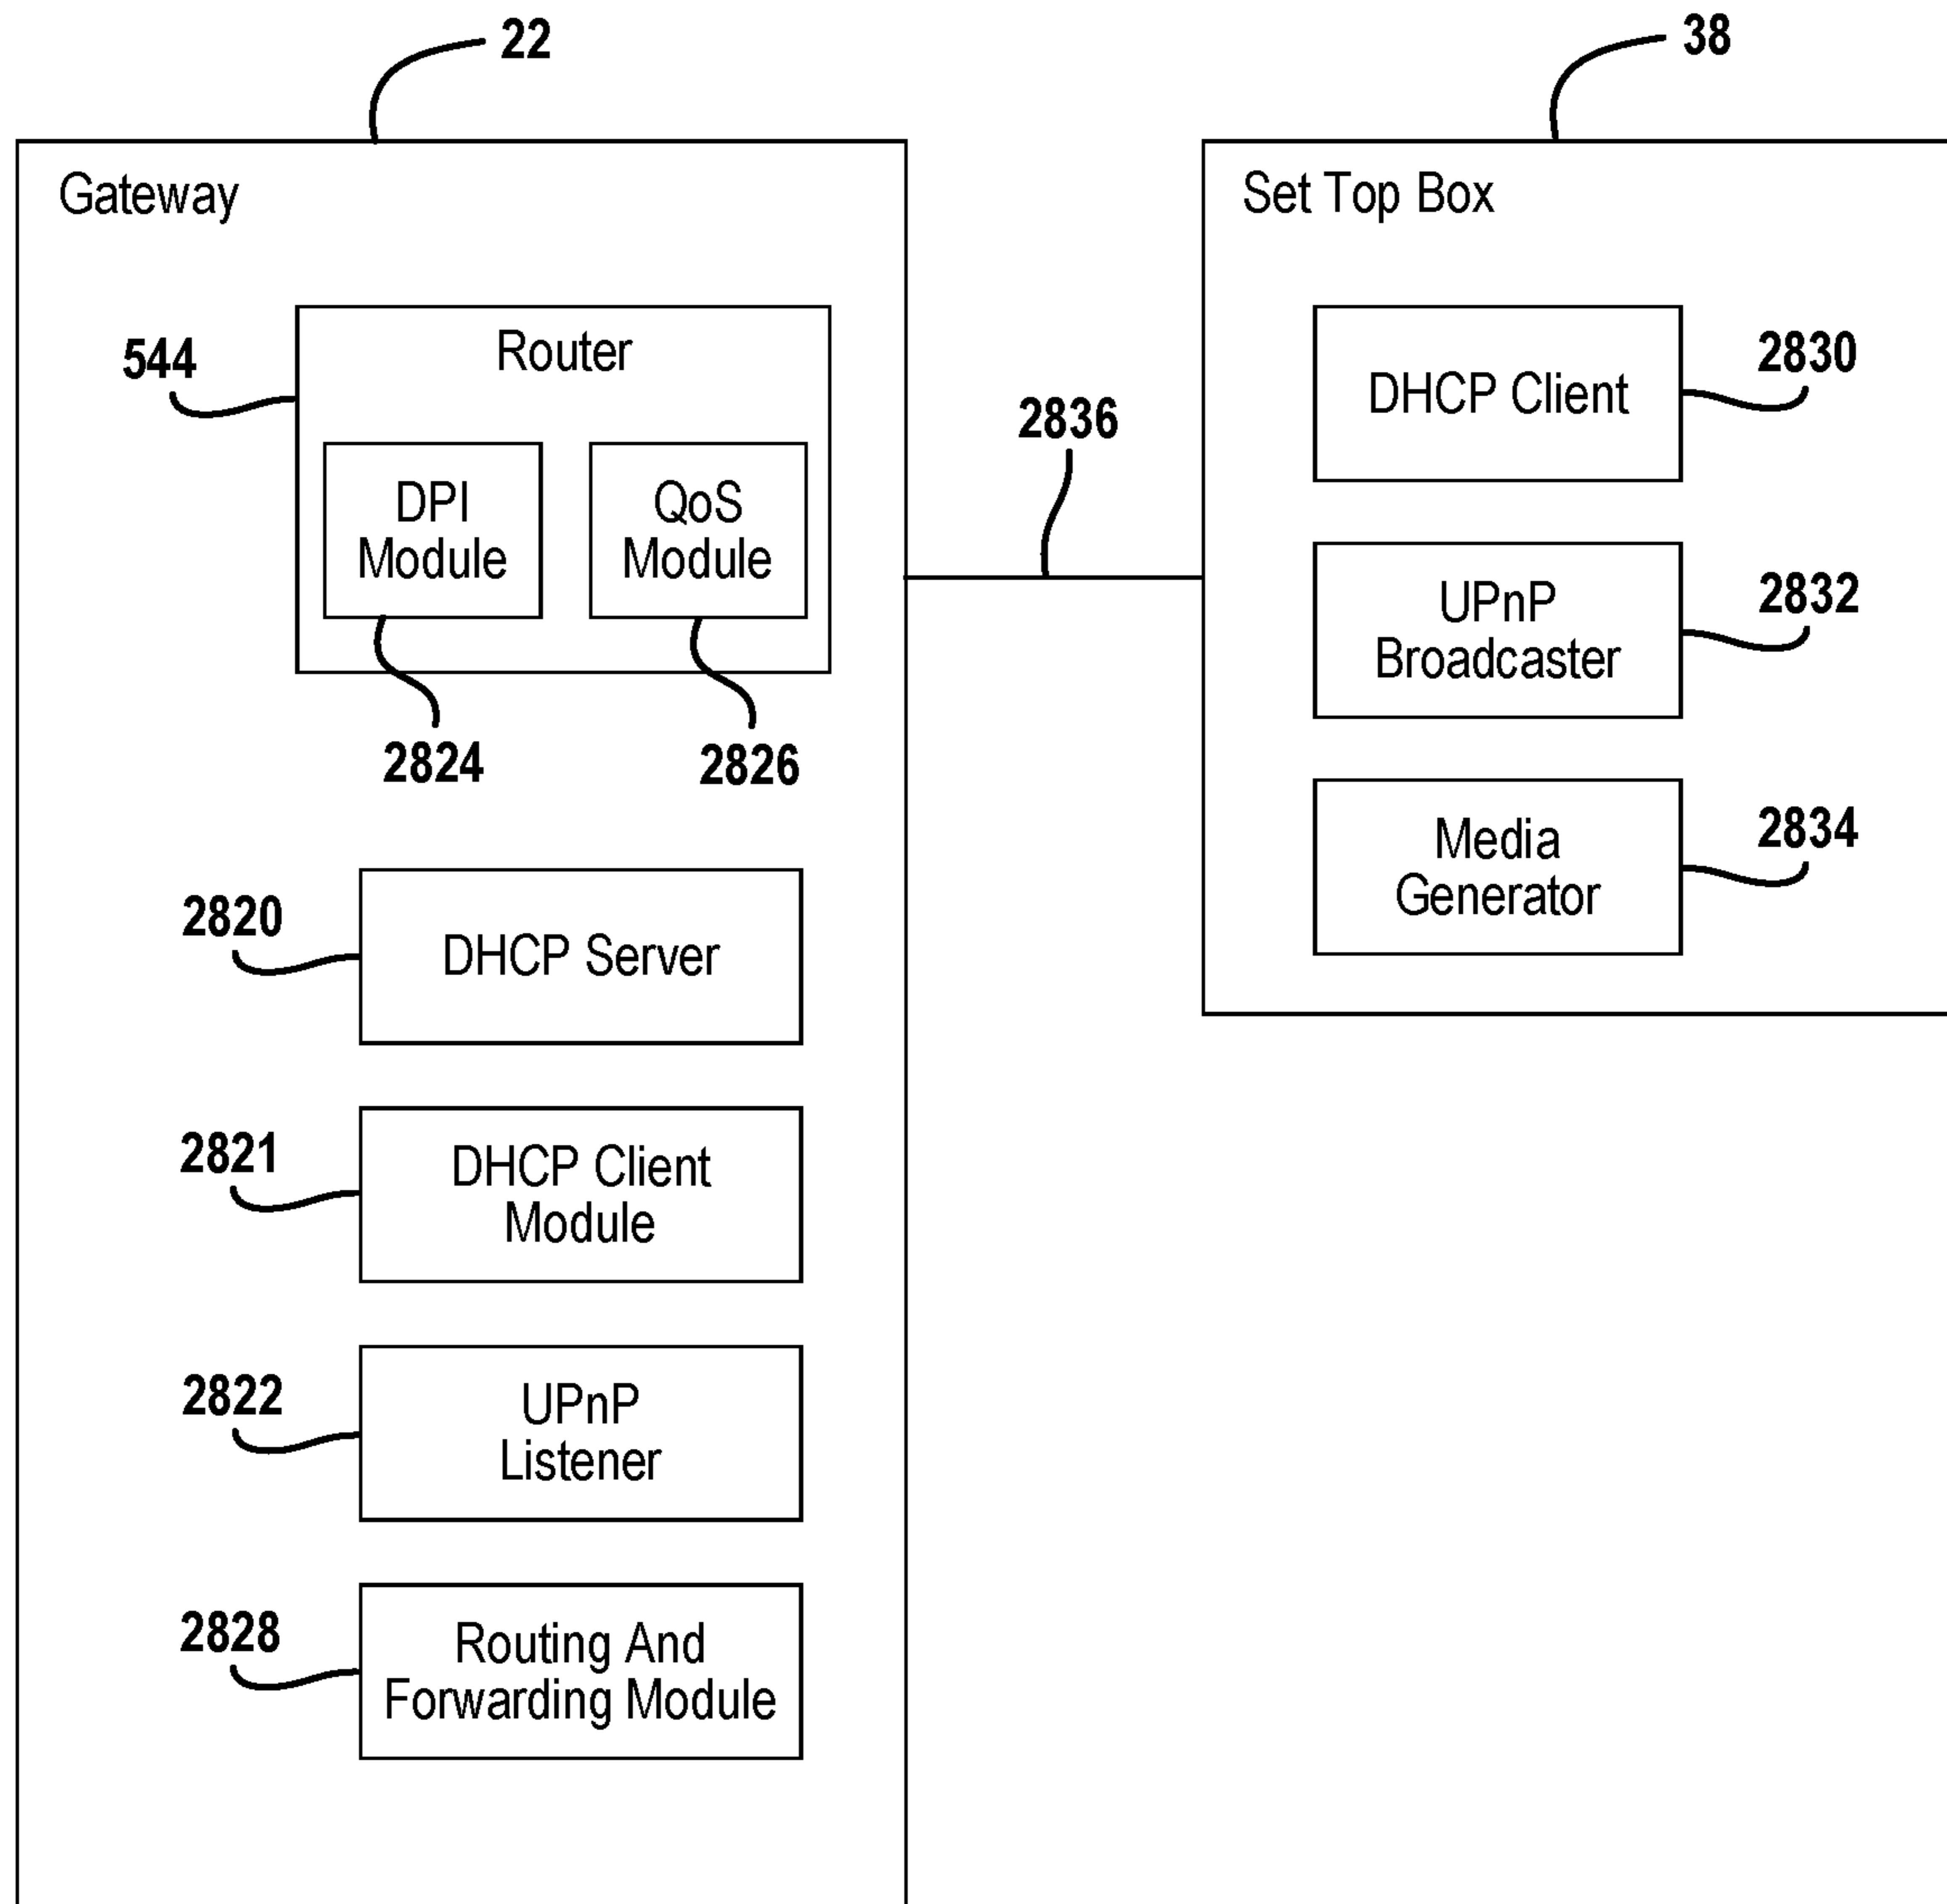 22
38
Gateway
Set Top Box
544
Router
DPI
Module
QoS
Module
2824
2826
2836
DHCP Client
2830
UPnP
Broadcaster
2832
Media
Generator
2834
2820
DHCP Server
2821
DHCP Client
Module
2822
UPnP
Listener
2828
Routing And
Forwarding Module